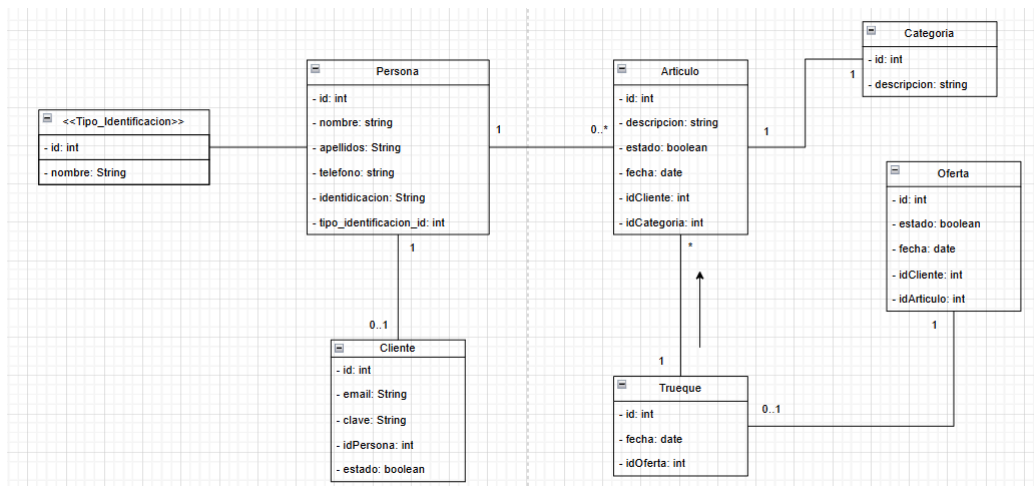 <<Tipo_Identificacion>>
- id: int
- nombre: String
Persona
- id: int
- nombre: string
- apellidos: String
- telefono: string
- identidicacion: String
- tipo_identificacion_id: int
1
0..*
1
0..1
Cliente
- id: int
- email: String
- clave: String
- idPersona: int
- estado: boolean
Articulo
- id: int
- descripcion: string
- estado: boolean
- fecha: date
- idCliente: int
- idCategoria: int
1
1
*
1
Categoria
- id: int
- descripcion: string
Trueque
- id: int
- fecha: date
- idOferta: int
0..1
Oferta
- id: int
- estado: boolean
- fecha: date
- idCliente: int
- idArticulo: int
1